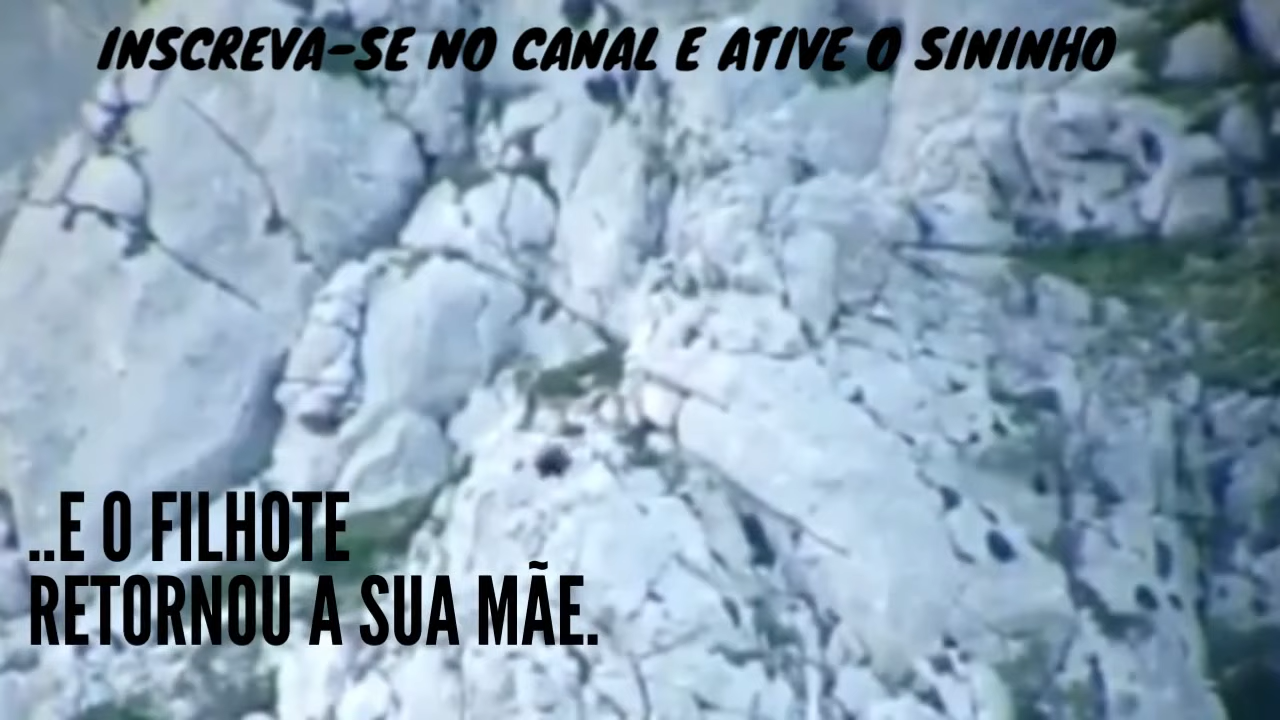 INSCREVA-SE NO CANAL E ATIVE O SININHO
..E O FILHOTE
RETORNOU A SUA MÃE.